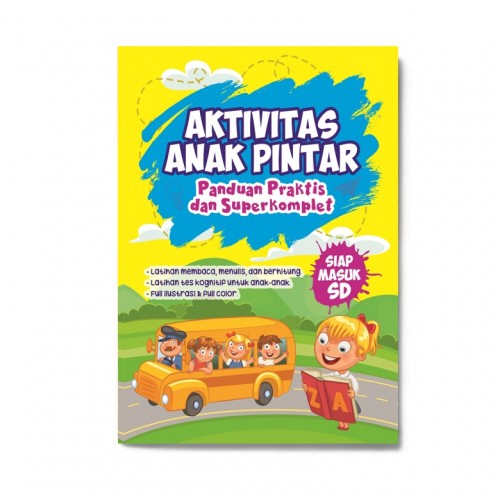 AKTIVITAS
ANAK PINTAR
Panduan Praktis
dan Superkomplet
SIAP
MASUK
SD
• Latihan membaca, menulis, dan berhitung
• Latihan tes kognitif untuk anak-anak
• Full ilustrasi & full color
Z A